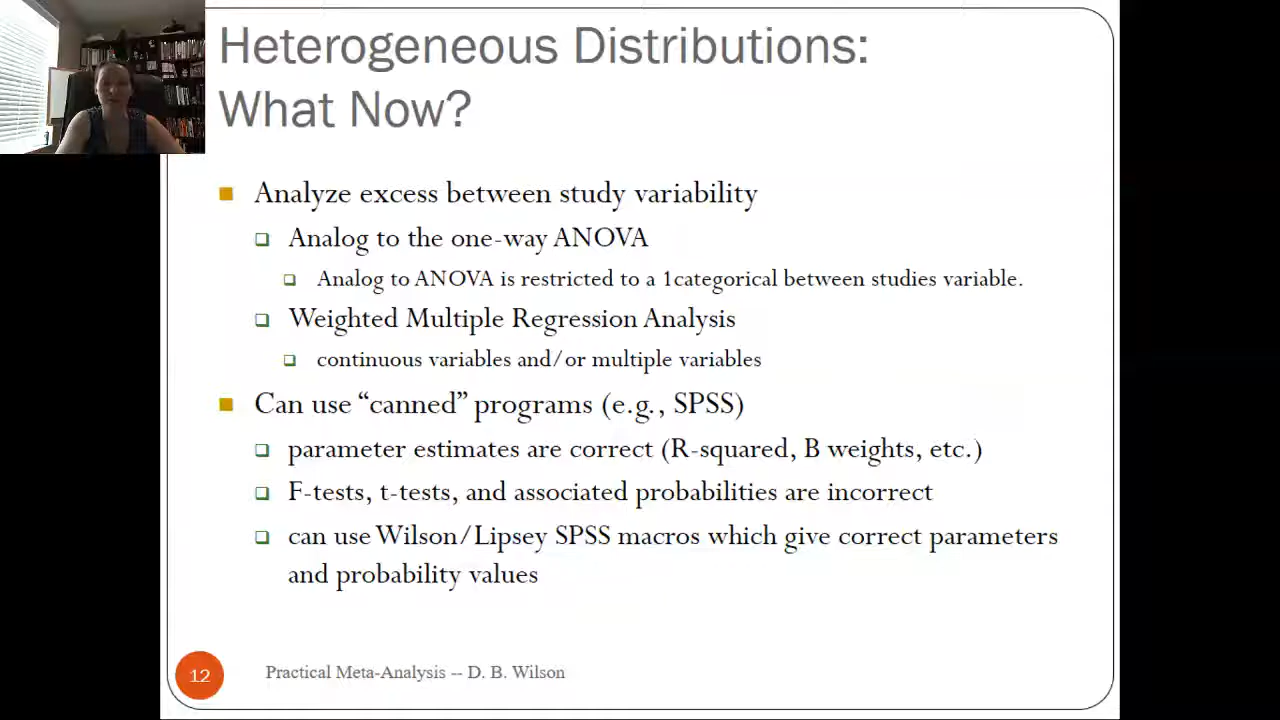 Heterogeneous Distributions:
What Now?
Analyze excess between study variability
Analog to the one-way ANOVA
Analog to ANOVA is restricted to a 1categorical between studies variable.
Weighted Multiple Regression Analysis
continuous variables and/or multiple variables
Can use “canned” programs (e.g., SPSS)
parameter estimates are correct (R-squared, B weights, etc.)
F-tests, t-tests, and associated probabilities are incorrect
can use Wilson/Lipsey SPSS macros which give correct parameters
and probability values
12
Practical Meta-Analysis -- D. B. Wilson